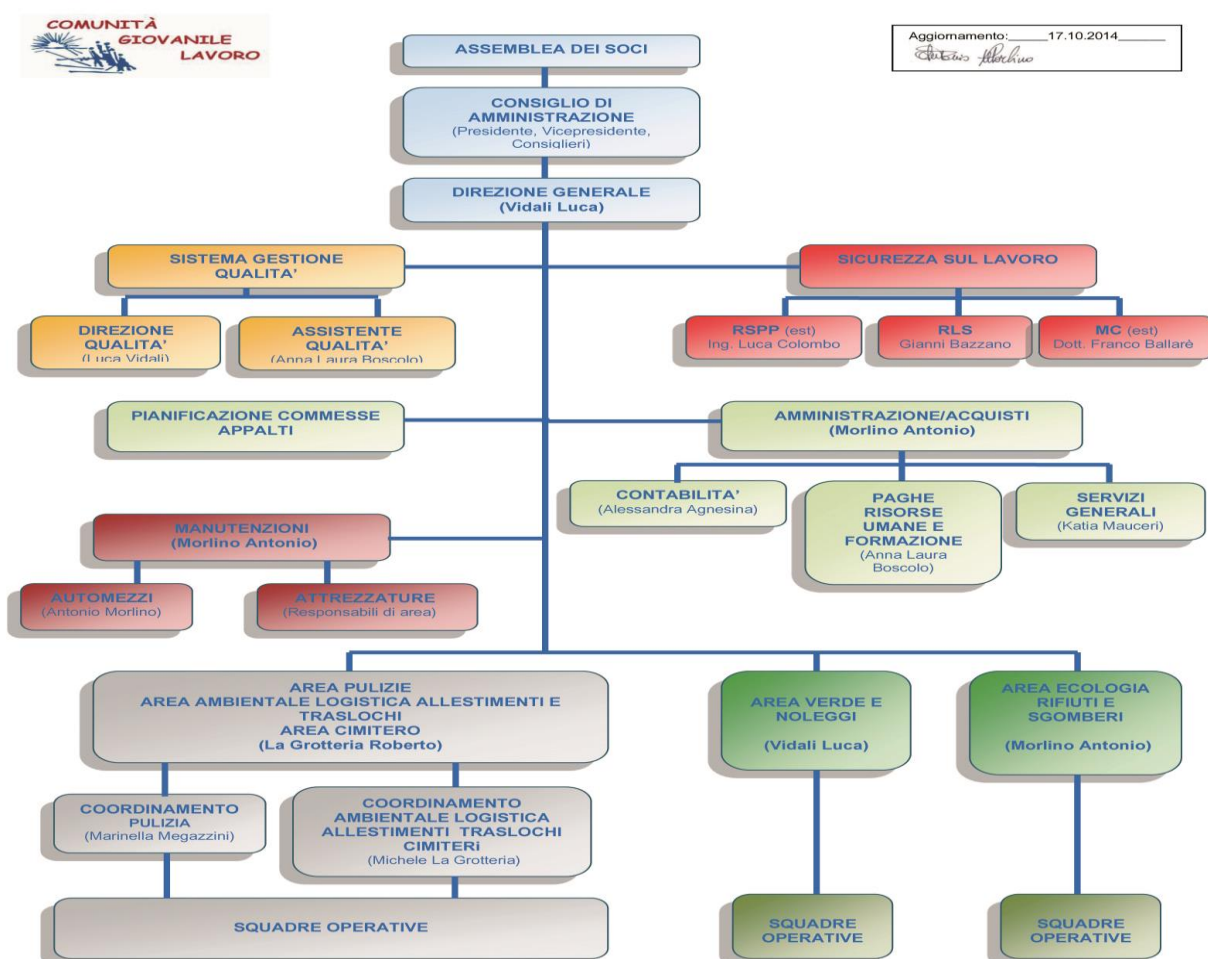 COMUNITÀ
GIOVANILE
LAVORO
Aggiornamento:_____17.10.2014_______
Antonio Morlino
ASSEMBLEA DEI SOCI
CONSIGLIO DI
AMMINISTRAZIONE
(Presidente, Vicepresidente,
Consiglieri)
DIREZIONE GENERALE
(Vidali Luca)
SISTEMA GESTIONE
QUALITA'
SICUREZZA SUL LAVORO
DIREZIONE
QUALITA'
(Luca Vidali)
ASSISTENTE
QUALITA'
(Anna Laura Boscolo)
RSPP (est)
Ing. Luca Colombo
RLS
Gianni Bazzano
MC (est)
Dott. Franco Ballaré
PIANIFICAZIONE COMMESSE
APPALTI
AMMINISTRAZIONE/ACQUISTI
(Morlino Antonio)
CONTABILITA'
(Alessandra Agnesina)
PAGHE
RISORSE
UMANE E
FORMAZIONE
(Anna Laura
Boscolo)
SERVIZI
GENERALI
(Katia Mauceri)
MANUTENZIONI
(Morlino Antonio)
AUTOMEZZI
(Antonio Morlino)
ATTREZZATURE
(Responsabili di area)
AREA PULIZIE
AREA AMBIENTALE LOGISTICA ALLESTIMENTI E
TRASLOCHI
AREA CIMITERO
(La Grotteria Roberto)
AREA VERDE E
NOLEGGI
(Vidali Luca)
AREA ECOLOGIA
RIFIUTI E
SGOMBERI
(Morlino Antonio)
COORDINAMENTO
PULIZIA
(Marinella Megazzini)
COORDINAMENTO
AMBIENTALE LOGISTICA
ALLESTIMENTI TRASLOCHI
CIMITERi
(Michele La Grotteria)
SQUADRE OPERATIVE
SQUADRE
OPERATIVE
SQUADRE
OPERATIVE